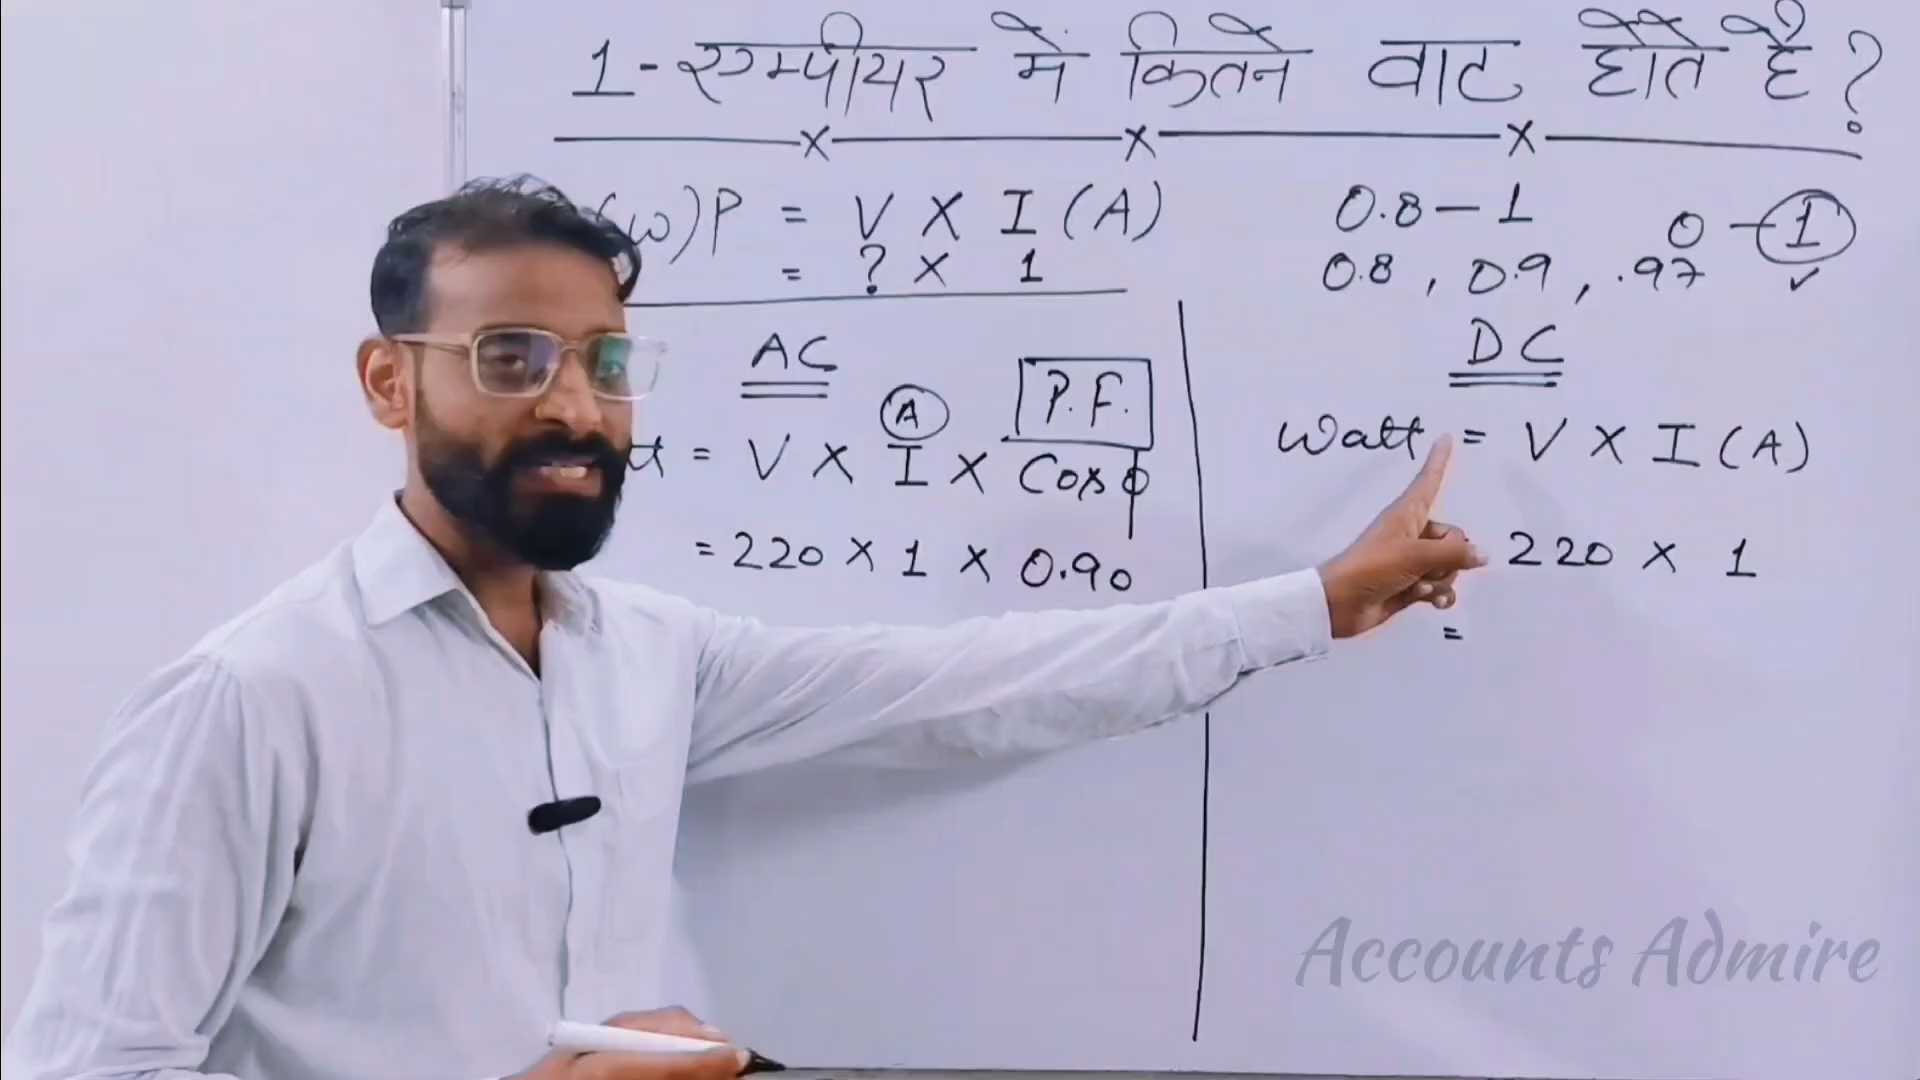 1 - एम्पीयर में कितने वाट होते है ?
(w) P = V X I (A)
= ? X 1
0.8 - 1
0 - 1
0.8 , 0.9 , .97 ✓
AC
A
P. F.
tt = V X I X Cosφ
= 220 X 1 X 0.90
DC
Watt = V X I (A)
220 X 1
=
Accounts Admire